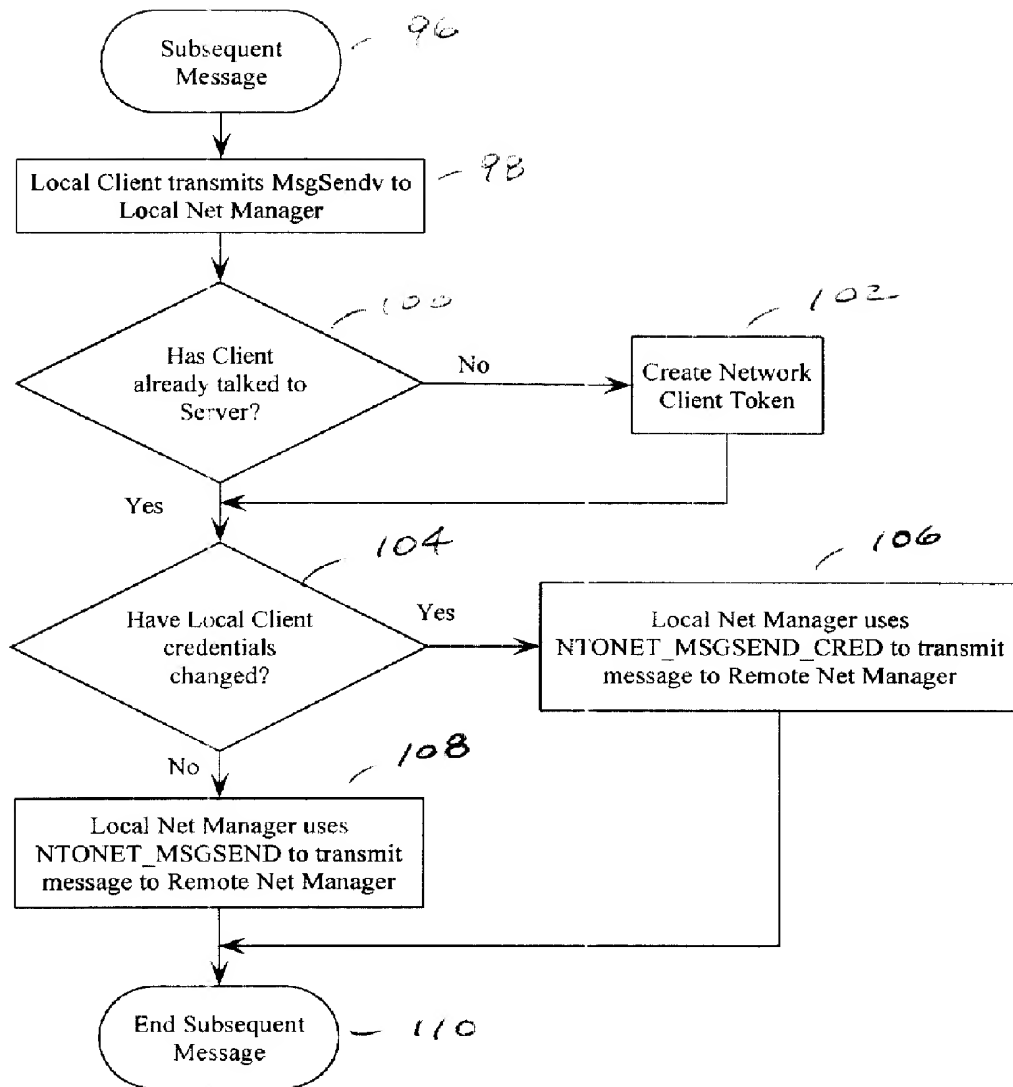 Subsequent
Message
96
Local Client transmits MsgSendv to
Local Net Manager
98
Has Client
already talked to
Server?
100
No
102
Create Network
Client Token
Yes
104
Have Local Client
credentials
changed?
Yes
106
Local Net Manager uses
NTONET_MSGSEND_CRED to transmit
message to Remote Net Manager
No
108
Local Net Manager uses
NTONET_MSGSEND to transmit
message to Remote Net Manager
End Subsequent
Message
110